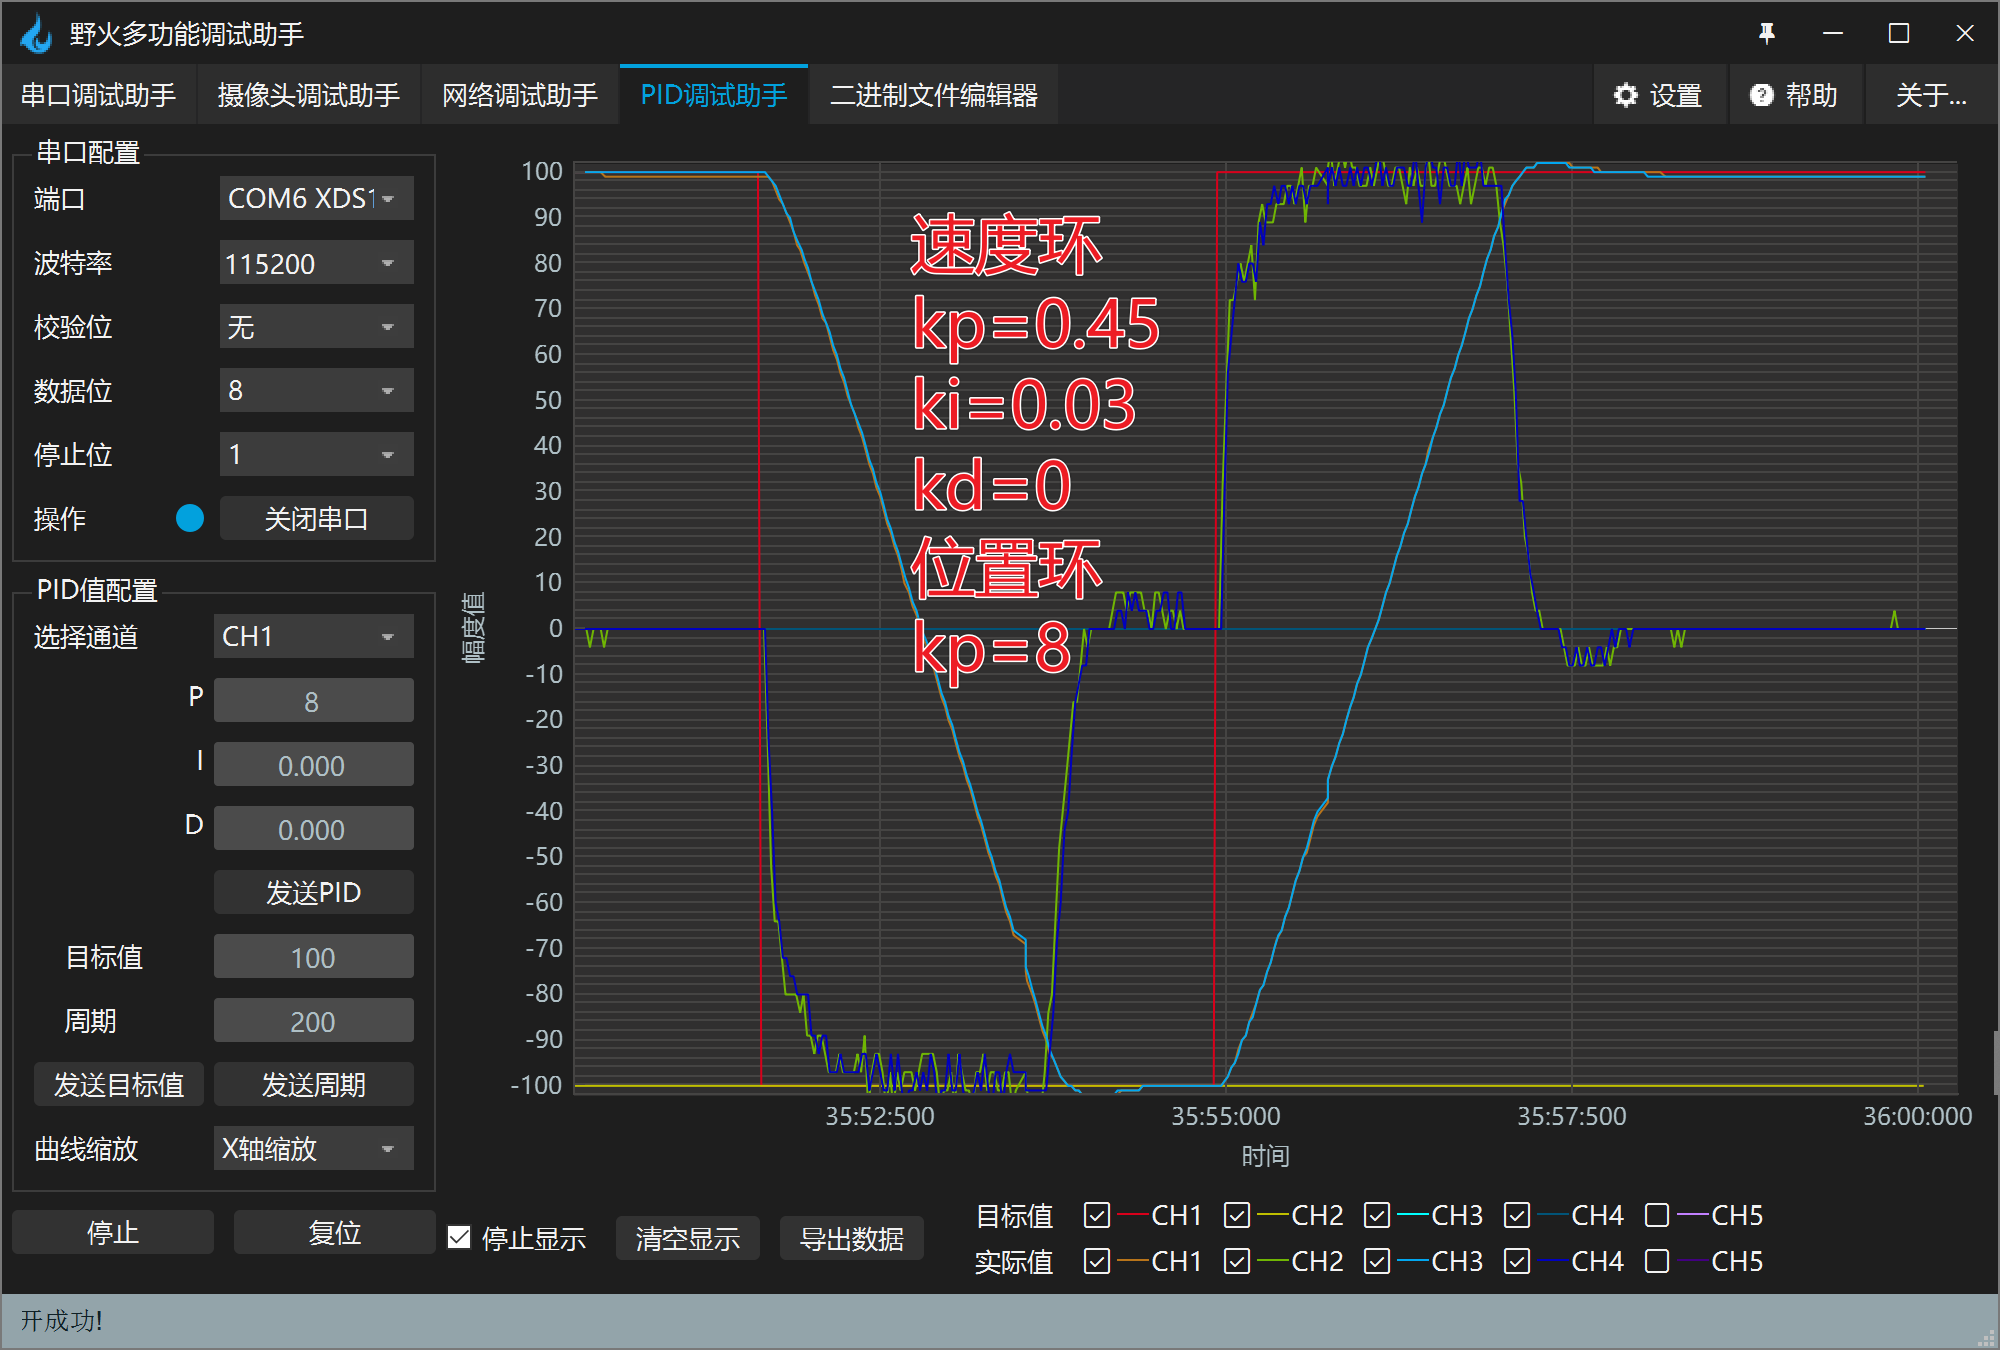 野火多功能调试助手
串口调试助手 摄像头调试助手 网络调试助手 PID调试助手 二进制文件编辑器 设置 帮助 关于...
串口配置
端口 COM6 XDS1
波特率 115200
校验位 无
数据位 8
停止位 1
操作 关闭串口
PID值配置
选择通道 CH1
P 8
I 0.000
D 0.000
发送PID
目标值 100
周期 200
发送目标值 发送周期
曲线缩放 X轴缩放
停止 复位
幅度值
100
90
80
70
60
50
40
30
20
10
0
-10
-20
-30
-40
-50
-60
-70
-80
-90
-100
速度环
kp=0.45
ki=0.03
kd=0
位置环
kp=8
35:52:500 35:55:000 35:57:500 36:00:000
时间
停止显示 清空显示 导出数据
目标值 CH1 CH2 CH3 CH4 CH5
实际值 CH1 CH2 CH3 CH4 CH5
开成功!